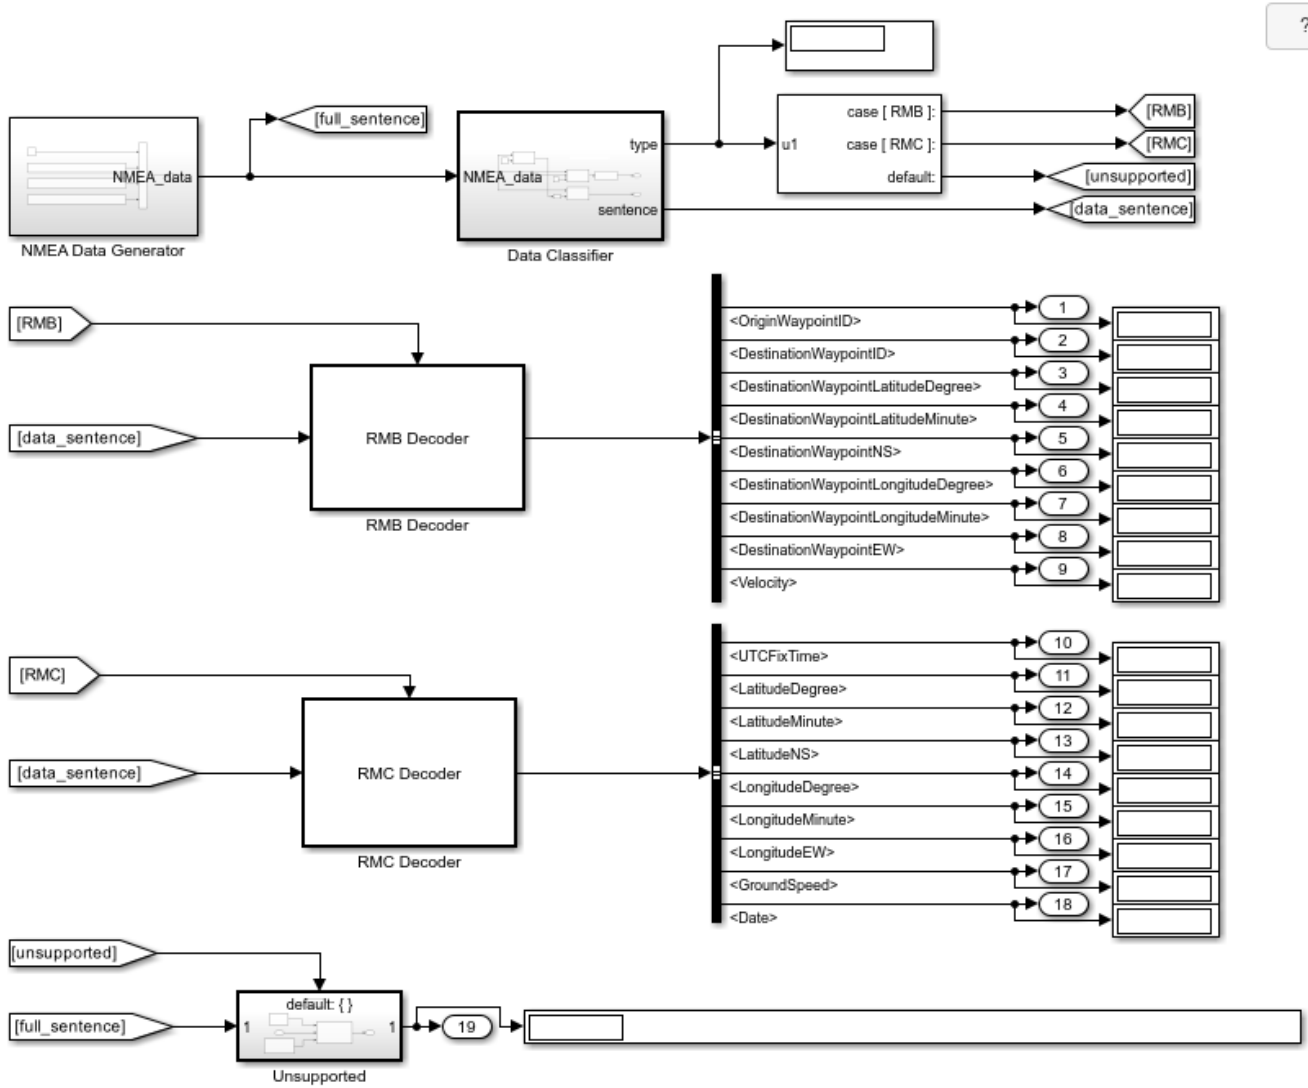 ?
[full_sentence]
NMEA_data
NMEA Data Generator
NMEA_data
type
sentence
Data Classifier
u1
case [ RMB ]:
case [ RMC ]:
default:
[RMB]
[RMC]
[unsupported]
[data_sentence]
[RMB]
[data_sentence]
RMB Decoder
RMB Decoder
1
<OriginWaypointID>
2
<DestinationWaypointID>
3
<DestinationWaypointLatitudeDegree>
4
<DestinationWaypointLatitudeMinute>
5
<DestinationWaypointNS>
6
<DestinationWaypointLongitudeDegree>
7
<DestinationWaypointLongitudeMinute>
8
<DestinationWaypointEW>
9
<Velocity>
[RMC]
[data_sentence]
RMC Decoder
RMC Decoder
10
<UTCFixTime>
11
<LatitudeDegree>
12
<LatitudeMinute>
13
<LatitudeNS>
14
<LongitudeDegree>
15
<LongitudeMinute>
16
<LongitudeEW>
17
<GroundSpeed>
18
<Date>
[unsupported]
[full_sentence]
default: { }
1
1
Unsupported
19